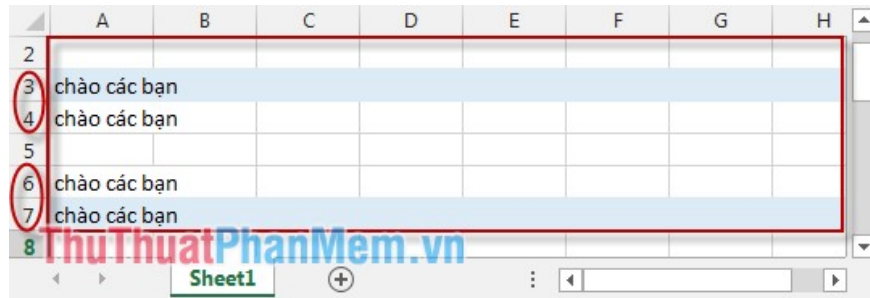 A B C D E F G H
2
3 chào các bạn
4 chào các bạn
5
6 chào các bạn
7 chào các bạn
8
ThuThuatPhanMem.vn
Sheet1